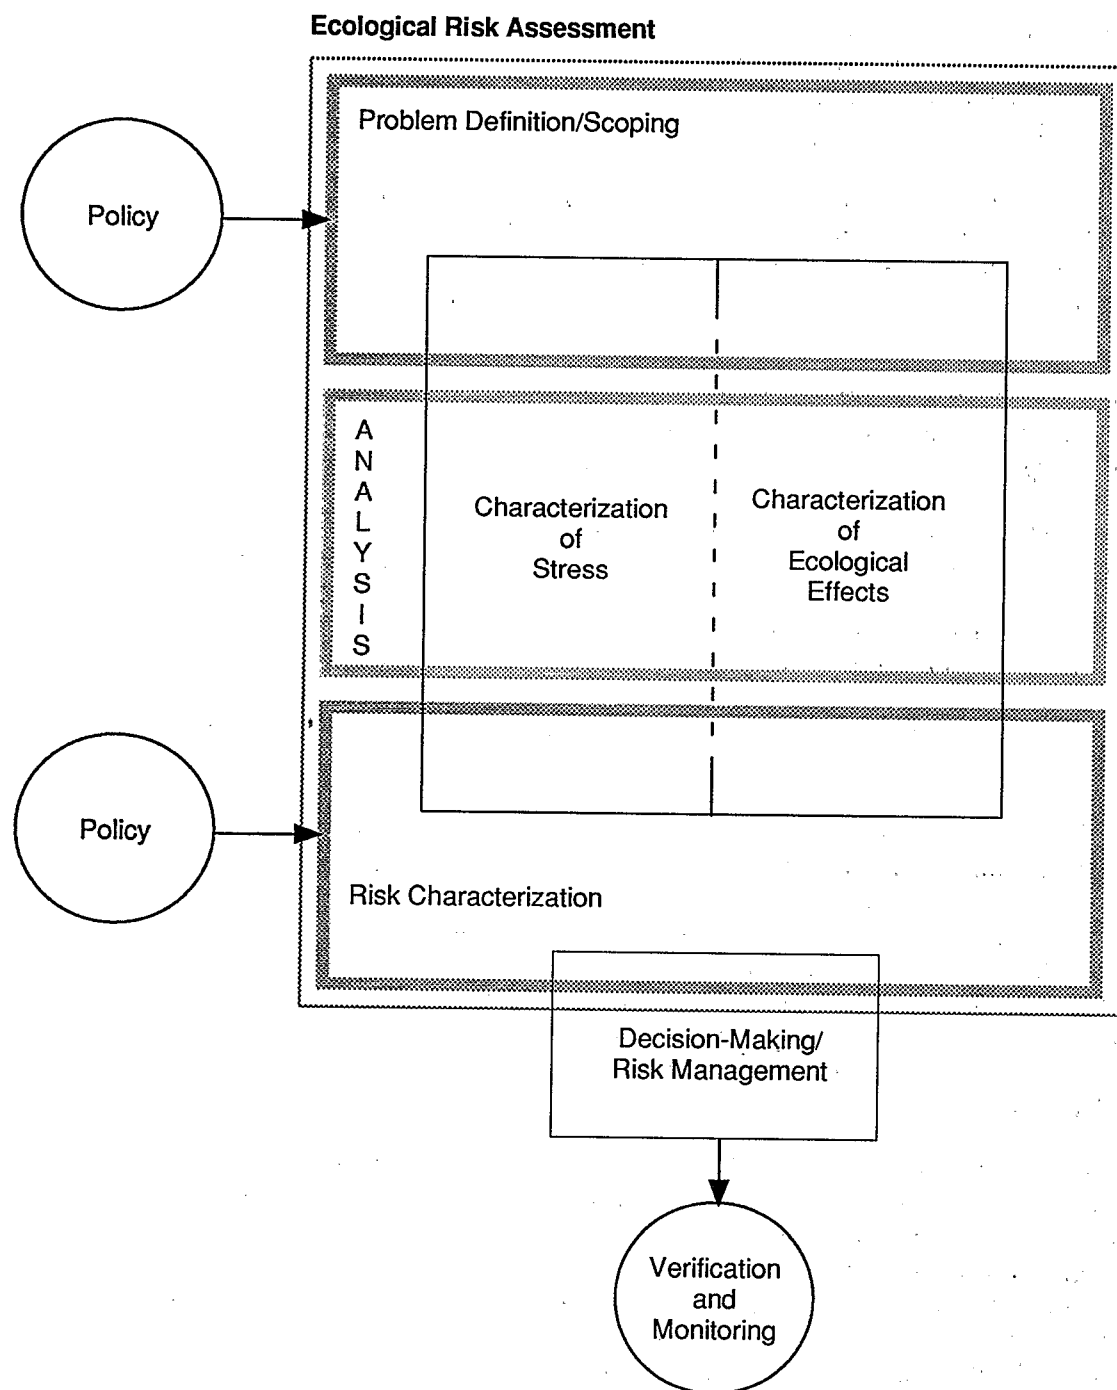 Ecological Risk Assessment
Problem Definition/Scoping
Policy
A
N
A
L
Y
S
I
S
Characterization
of
Stress
Characterization
of
Ecological
Effects
Policy
Risk Characterization
Decision-Making/
Risk Management
Verification
and
Monitoring